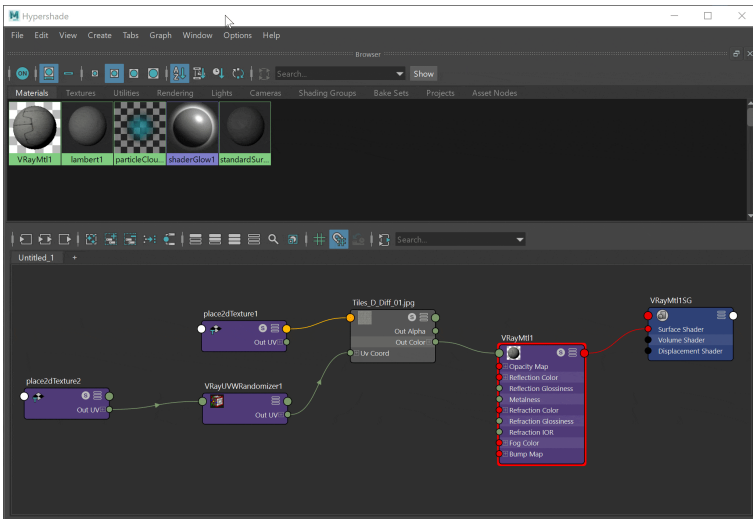 Hypershade
File Edit View Create Tabs Graph Window Options Help
Browser
ON Search... Show
Materials Textures Utilities Rendering Lights Cameras Shading Groups Bake Sets Projects Asset Nodes
VRayMtl1 lambert1 particleClou... shaderGlow1 standardSur...
Search...
Untitled_1 +
VRayMtl1SG
Tiles_D_Diff_01.jpg
place2dTexture1
S
S
Surface Shader
Out UV
Out Alpha
Volume Shader
VRayMtl1
Out Color
Displacement Shader
Uv Coord
S
Opacity Map
place2dTexture2
VRayUVWRandomizer1
Reflection Color
S
Reflection Glossiness
Out UV
Out UV
Metalness
Refraction Color
Refraction Glossiness
Refraction IOR
Fog Color
Bump Map